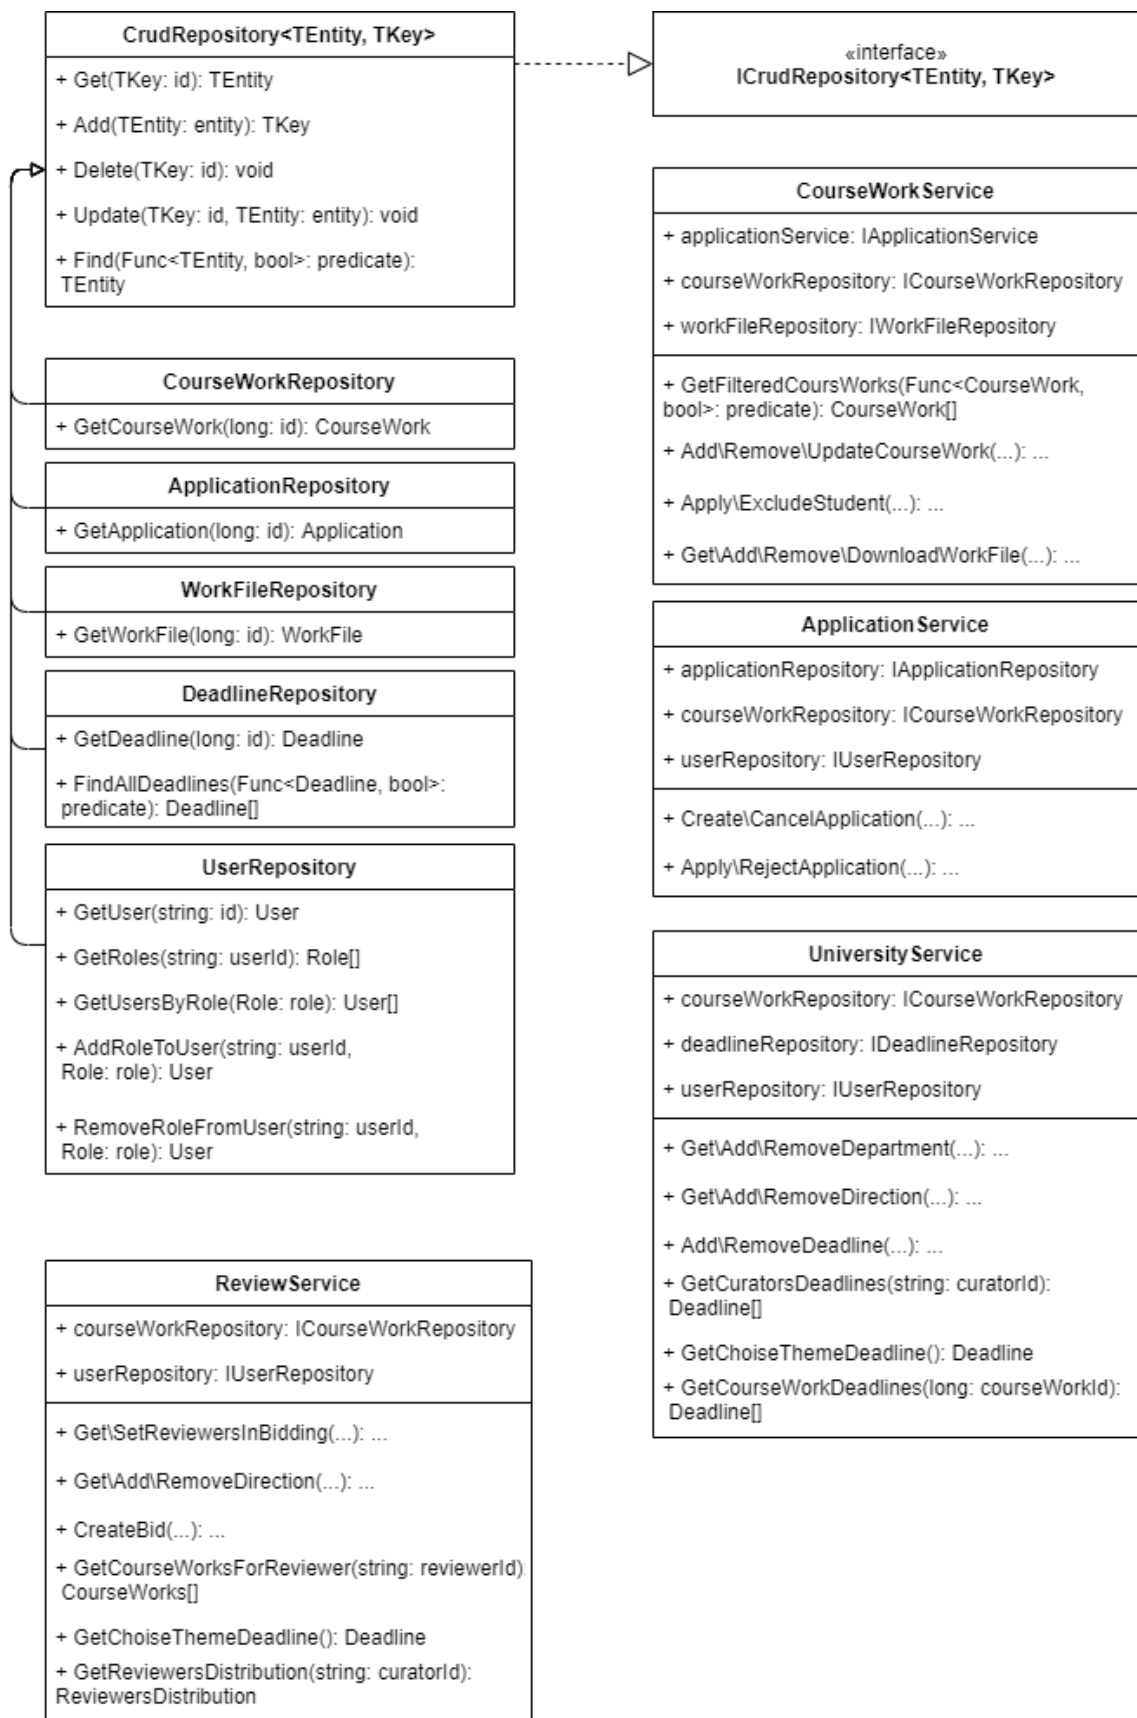 CrudRepository<TEntity, TKey>
+ Get(TKey: id): TEntity
+ Add(TEntity: entity): TKey
+ Delete(TKey: id): void
+ Update(TKey: id, TEntity: entity): void
+ Find(Func<TEntity, bool>: predicate):
TEntity
«interface»
ICrudRepository<TEntity, TKey>
CourseWorkRepository
+ GetCourseWork(long: id): CourseWork
ApplicationRepository
+ GetApplication(long: id): Application
WorkFileRepository
+ GetWorkFile(long: id): WorkFile
DeadlineRepository
+ GetDeadline(long: id): Deadline
+ FindAllDeadlines(Func<Deadline, bool>:
predicate): Deadline[]
UserRepository
+ GetUser(string: id): User
+ GetRoles(string: userId): Role[]
+ GetUsersByRole(Role: role): User[]
+ AddRoleToUser(string: userId,
Role: role): User
+ RemoveRoleFromUser(string: userId,
Role: role): User
ReviewService
+ courseWorkRepository: ICourseWorkRepository
+ userRepository: IUserRepository
+ Get\SetReviewersInBidding(...): ...
+ Get\Add\RemoveDirection(...): ...
+ CreateBid(...): ...
+ GetCourseWorksForReviewer(string: reviewerId):
CourseWorks[]
+ GetChoiseThemeDeadline(): Deadline
+ GetReviewersDistribution(string: curatorId):
ReviewersDistribution
CourseWorkService
+ applicationService: IApplicationService
+ courseWorkRepository: ICourseWorkRepository
+ workFileRepository: IWorkFileRepository
+ GetFilteredCoursWorks(Func<CourseWork,
bool>: predicate): CourseWork[]
+ Add\Remove\UpdateCourseWork(...): ...
+ Apply\ExcludeStudent(...): ...
+ Get\Add\Remove\DownloadWorkFile(...): ...
ApplicationService
+ applicationRepository: IApplicationRepository
+ courseWorkRepository: ICourseWorkRepository
+ userRepository: IUserRepository
+ Create\CancelApplication(...): ...
+ Apply\RejectApplication(...): ...
UniversityService
+ courseWorkRepository: ICourseWorkRepository
+ deadlineRepository: IDeadlineRepository
+ userRepository: IUserRepository
+ Get\Add\RemoveDepartment(...): ...
+ Get\Add\RemoveDirection(...): ...
+ Add\RemoveDeadline(...): ...
+ GetCuratorsDeadlines(string: curatorId):
Deadline[]
+ GetChoiseThemeDeadline(): Deadline
+ GetCourseWorkDeadlines(long: courseWorkId):
Deadline[]